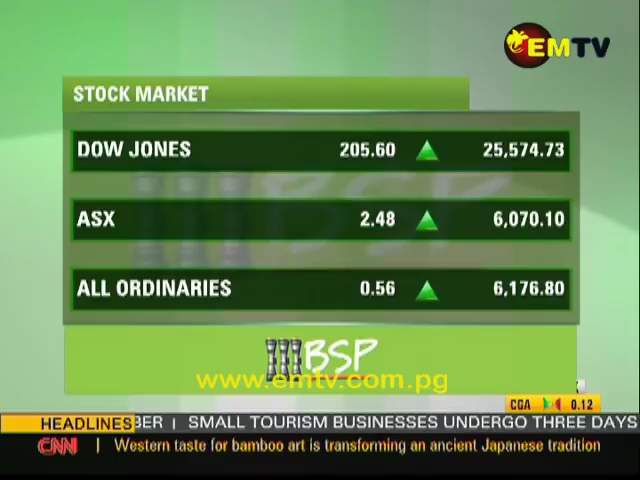 EMTV
STOCK MARKET
DOW JONES 205.60 25,574.73
ASX 2.48 6,070.10
ALL ORDINARIES 0.56 6,176.80
BSP
www.emtv.com.pg
CGA 0.12
HEADLINES BER | SMALL TOURISM BUSINESSES UNDERGO THREE DAYS
CNN | Western taste for bamboo art is transforming an ancient Japanese tradition